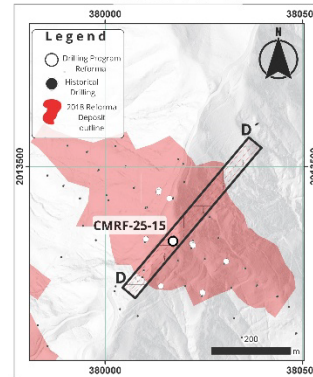 380000
38050
Legend
N
Drilling Program
Reforma
Historical
Drilling
2018 Reforma
Deposit
outline
D´
2013500
CMRF-25-15
D
200
m
380000
38050